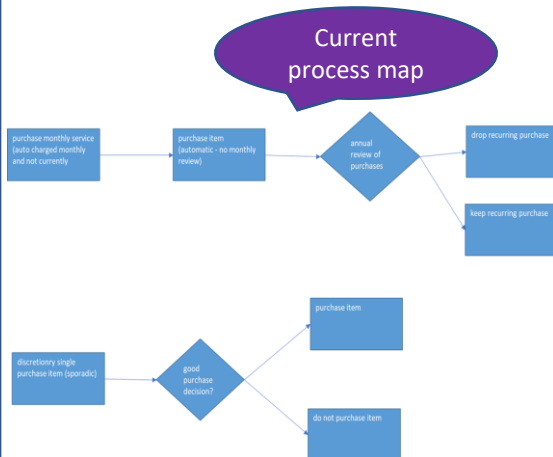 Current
process map
purchase monthly service
(auto charged monthly
and not currently
purchase item
(automatic - no monthly
review)
annual
review of
purchases
drop recurring purchase
keep recurring purchase
discretionry single
purchase item (sporadic)
good
purchase
decision?
purchase item
do not purchase item